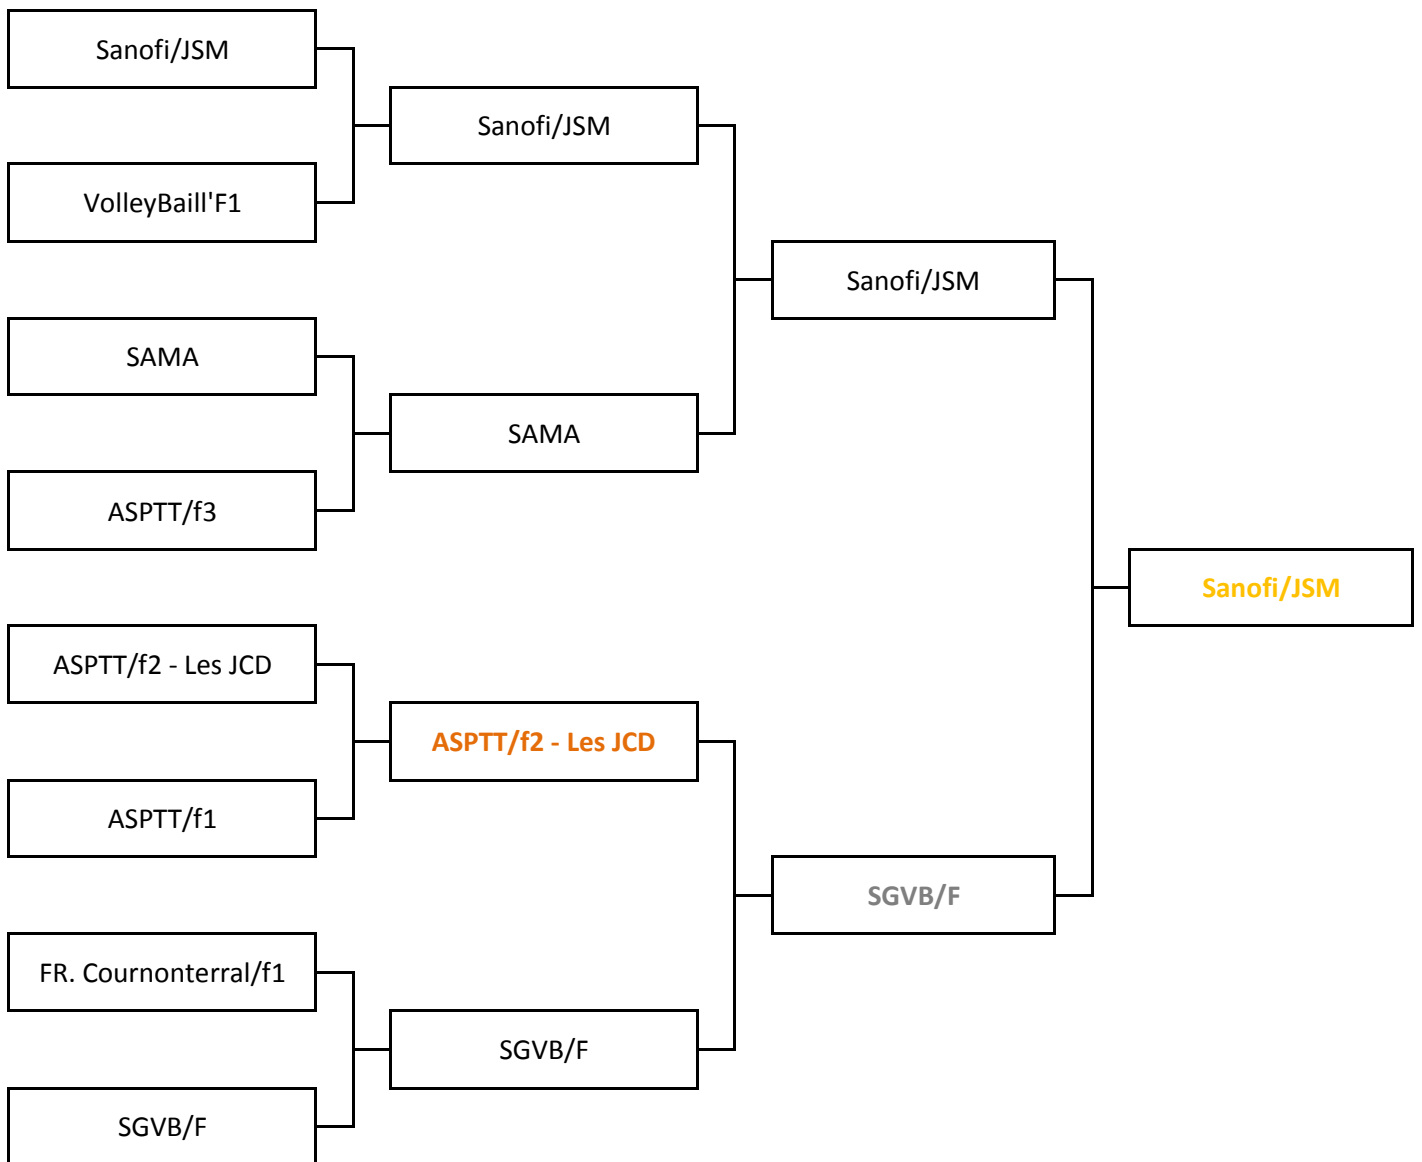 Sanofi/JSM
VolleyBaill'F1
SAMA
ASPTT/f3
ASPTT/f2 - Les JCD
ASPTT/f1
FR. Cournonterral/f1
SGVB/F
Sanofi/JSM
SAMA
ASPTT/f2 - Les JCD
SGVB/F
Sanofi/JSM
SGVB/F
Sanofi/JSM